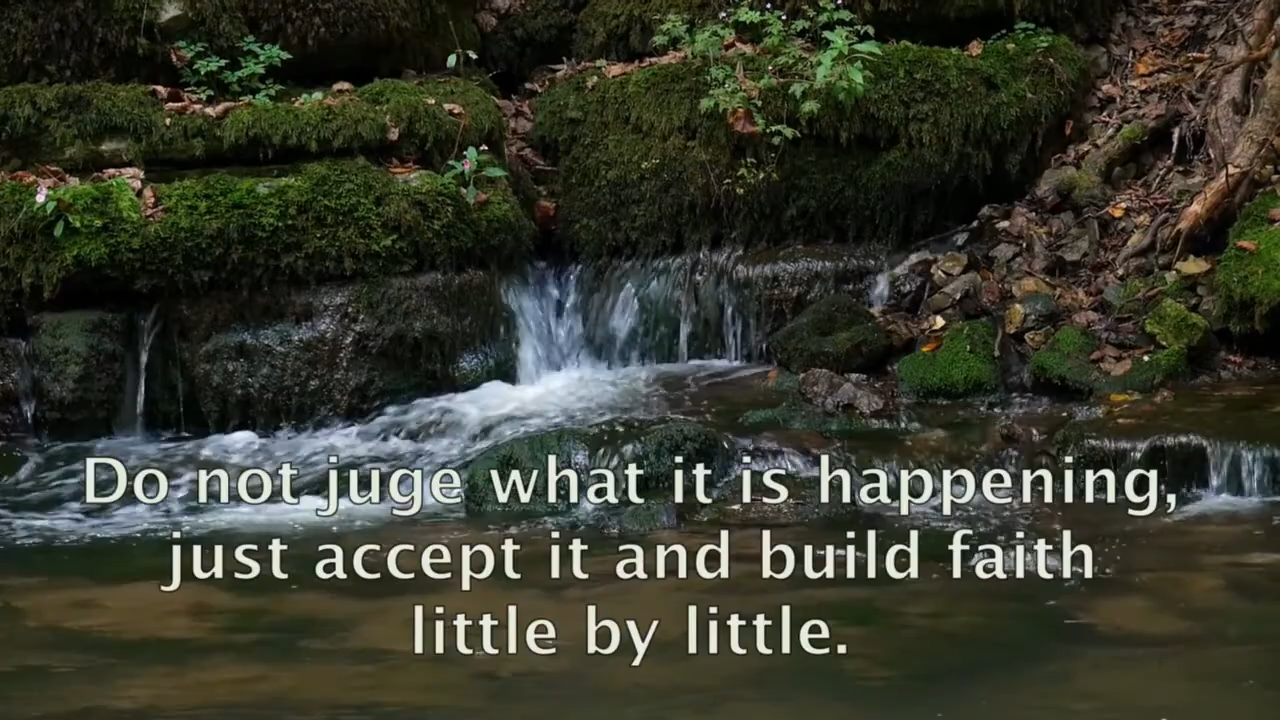 Do not juge what it is happening,
just accept it and build faith
little by little.